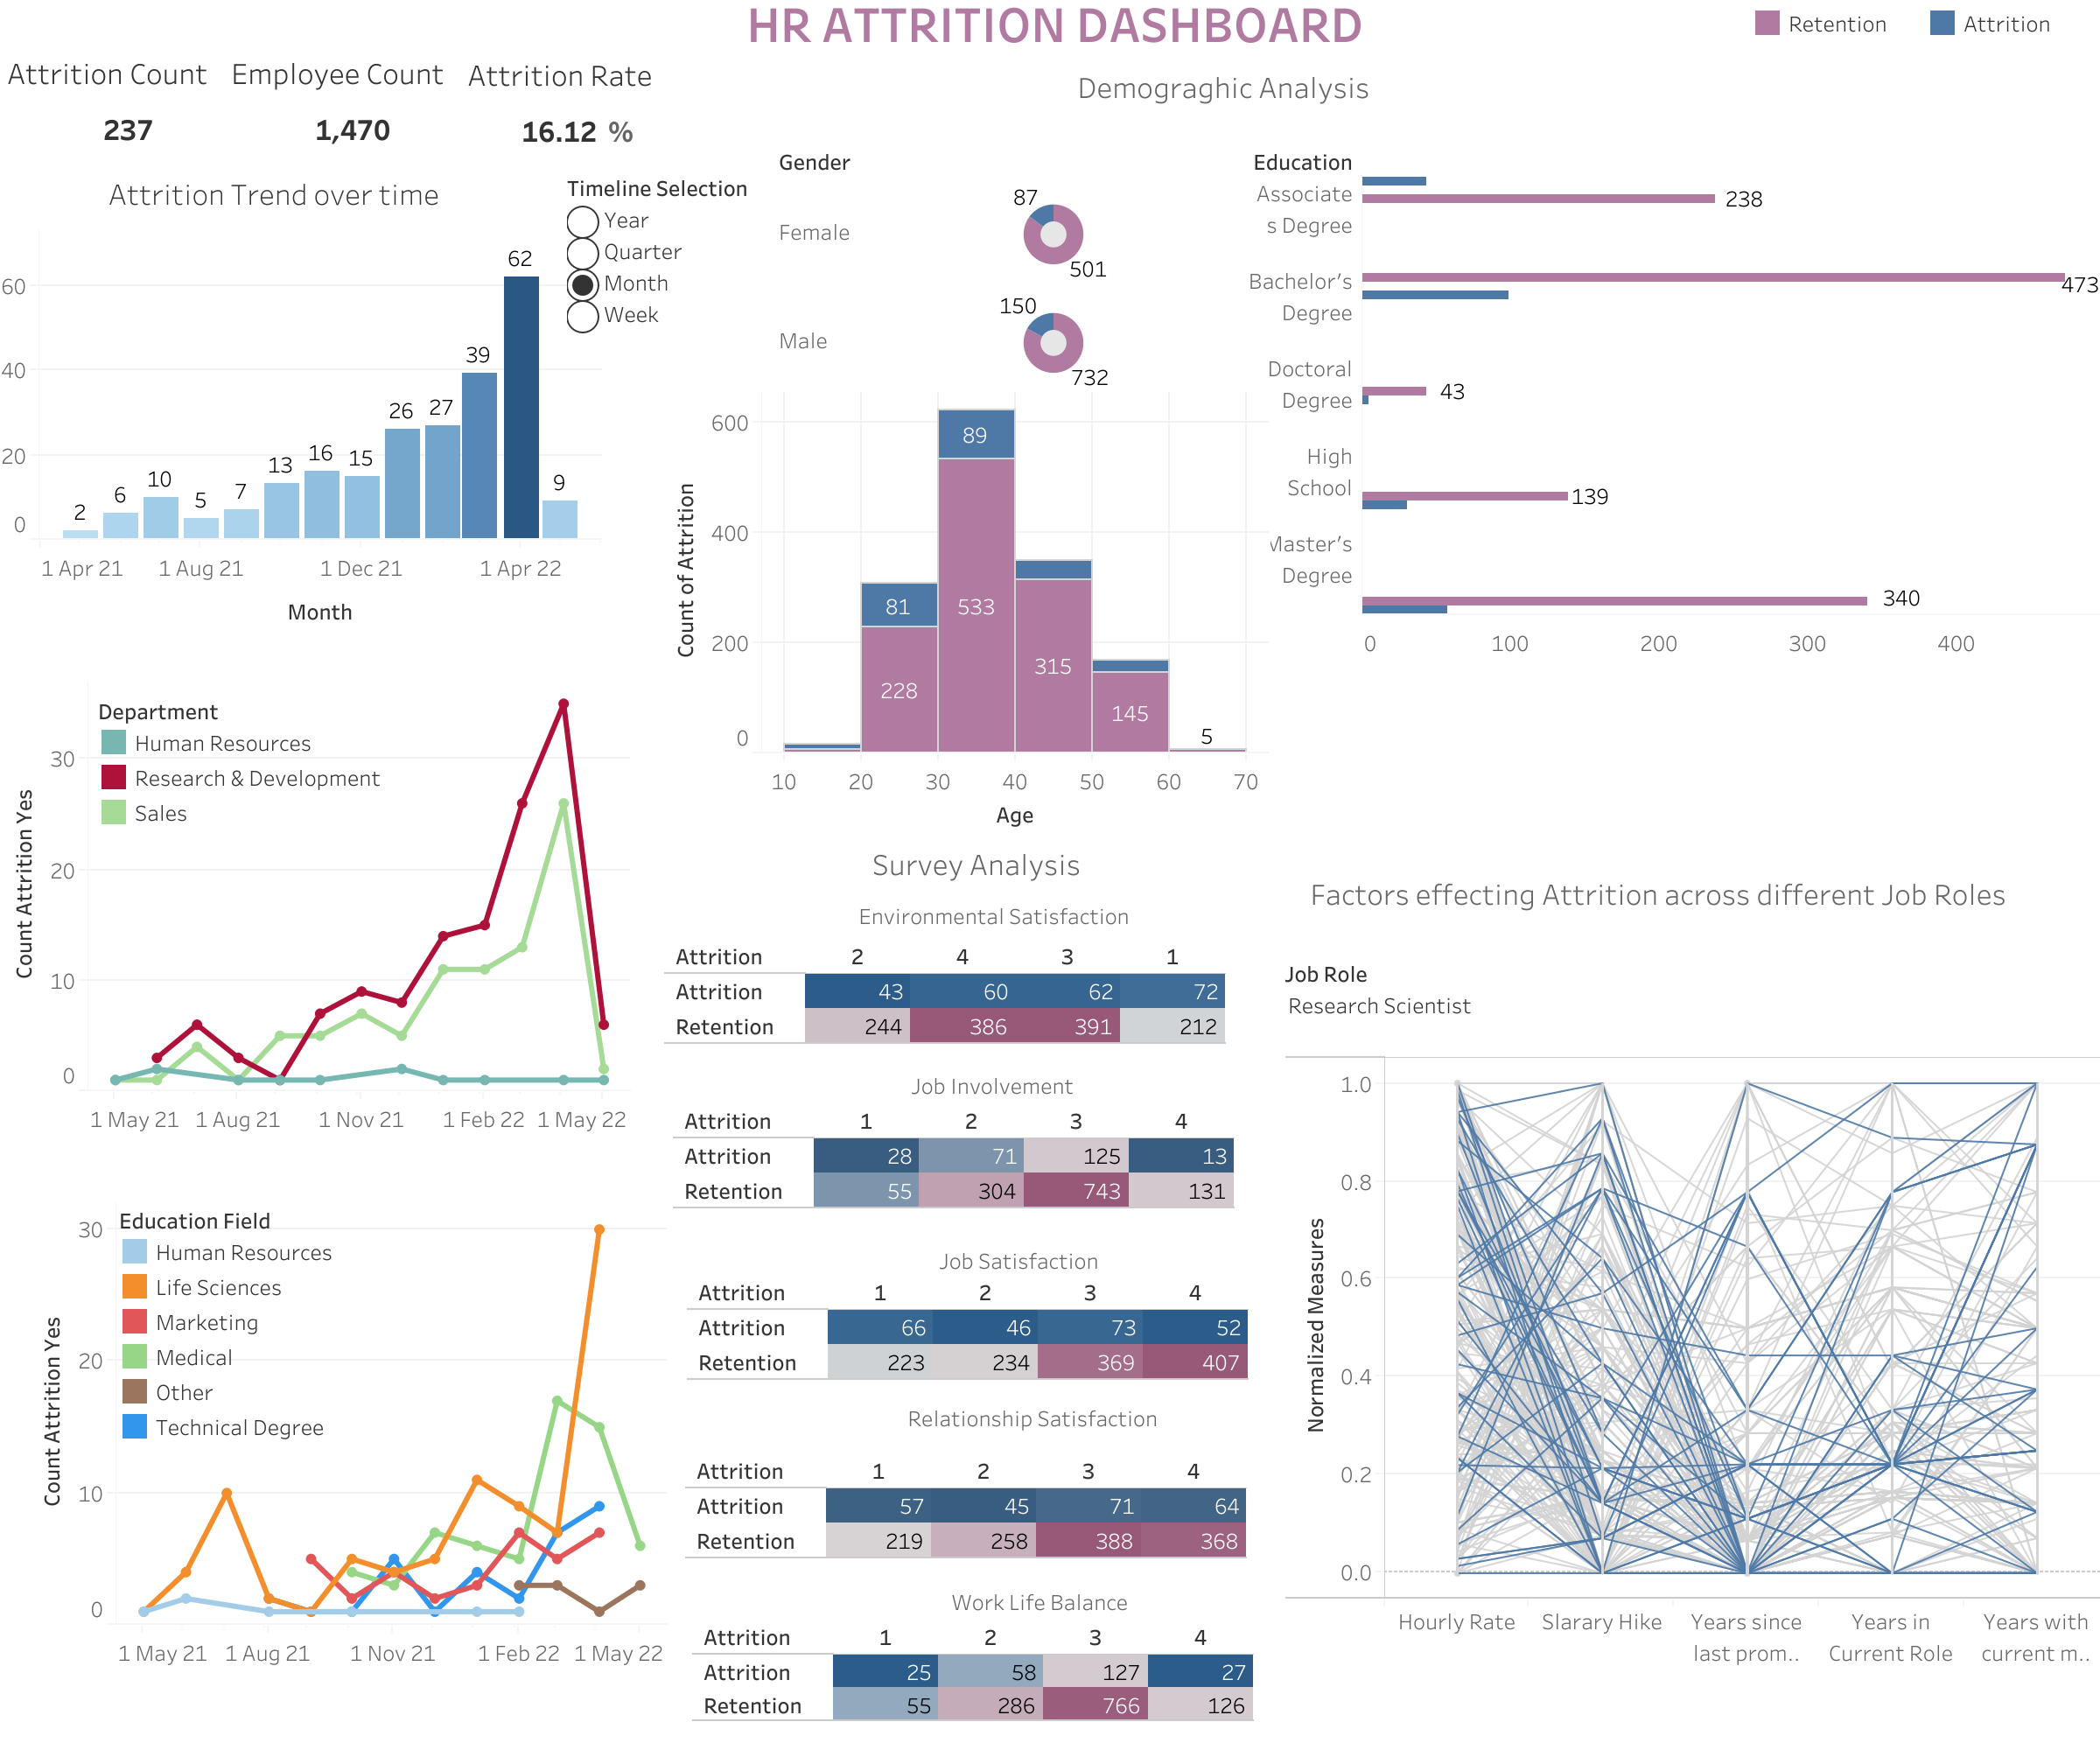 HR ATTRITION DASHBOARD
Retention
Attrition
Attrition Count
Employee Count
Attrition Rate
237
1,470
16.12 %
Attrition Trend over time
Timeline Selection
Year
Quarter
Month
Week
60
40
20
0
2
6
10
5
7
13
16
15
26
27
39
62
9
1 Apr 21
1 Aug 21
1 Dec 21
1 Apr 22
Month
Department
Human Resources
Research & Development
Sales
Count Attrition Yes
30
20
10
0
1 May 21
1 Aug 21
1 Nov 21
1 Feb 22
1 May 22
Education Field
Human Resources
Life Sciences
Marketing
Medical
Other
Technical Degree
Count Attrition Yes
30
20
10
0
1 May 21
1 Aug 21
1 Nov 21
1 Feb 22
1 May 22
Demograghic Analysis
Gender
Female
87
501
Male
150
732
Count of Attrition
600
400
200
0
89
81
533
228
315
145
5
10
20
30
40
50
60
70
Age
Education
Associate
s Degree
238
Bachelor's
Degree
473
Doctoral
Degree
43
High
School
139
Master's
Degree
340
0
100
200
300
400
Survey Analysis
Environmental Satisfaction
Attrition 2 4 3 1
Attrition 43 60 62 72
Retention 244 386 391 212
Job Involvement
Attrition 1 2 3 4
Attrition 28 71 125 13
Retention 55 304 743 131
Job Satisfaction
Attrition 1 2 3 4
Attrition 66 46 73 52
Retention 223 234 369 407
Relationship Satisfaction
Attrition 1 2 3 4
Attrition 57 45 71 64
Retention 219 258 388 368
Work Life Balance
Attrition 1 2 3 4
Attrition 25 58 127 27
Retention 55 286 766 126
Factors effecting Attrition across different Job Roles
Job Role
Research Scientist
Normalized Measures
1.0
0.8
0.6
0.4
0.2
0.0
Hourly Rate
Slarary Hike
Years since
last prom..
Years in
Current Role
Years with
current m..